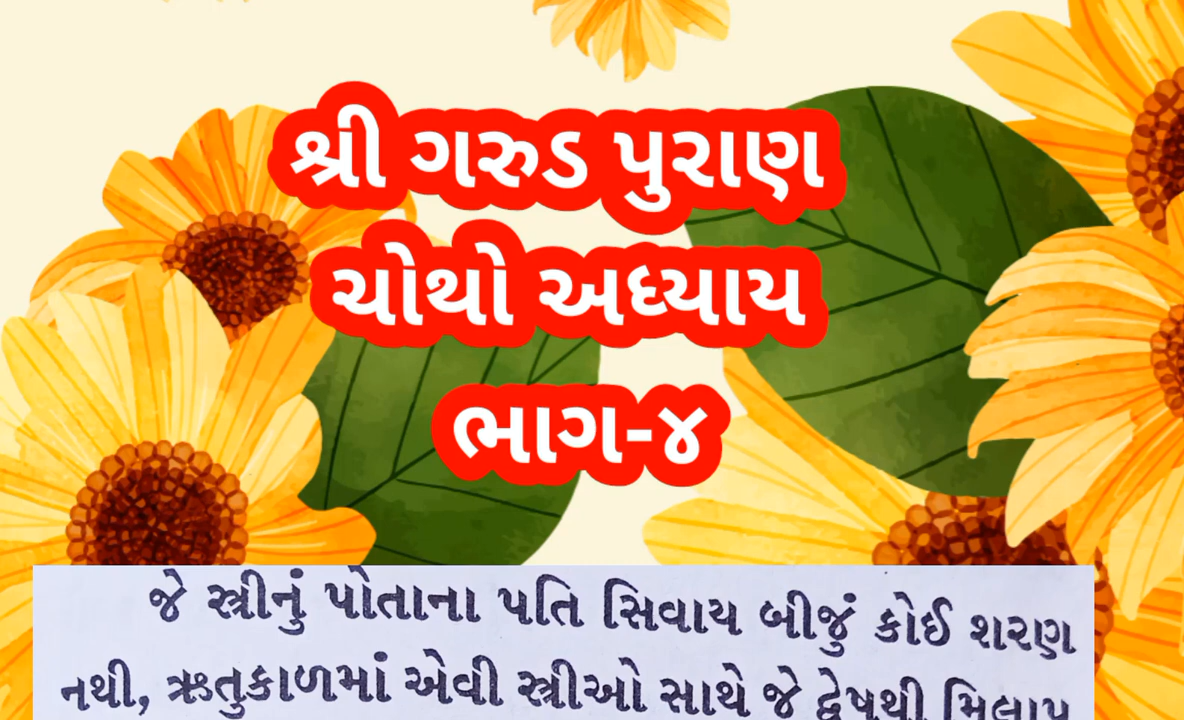 શ્રી ગરુડ પુરાણ
ચોથો અધ્યાય
ભાગ-૪
જે સ્ત્રીનું પોતાના પતિ સિવાય બીજું કોઈ શરણ
નથી, ઋતુકાળમાં એવી સ્ત્રીઓ સાથે જે દ્વેષથી મિલાપ